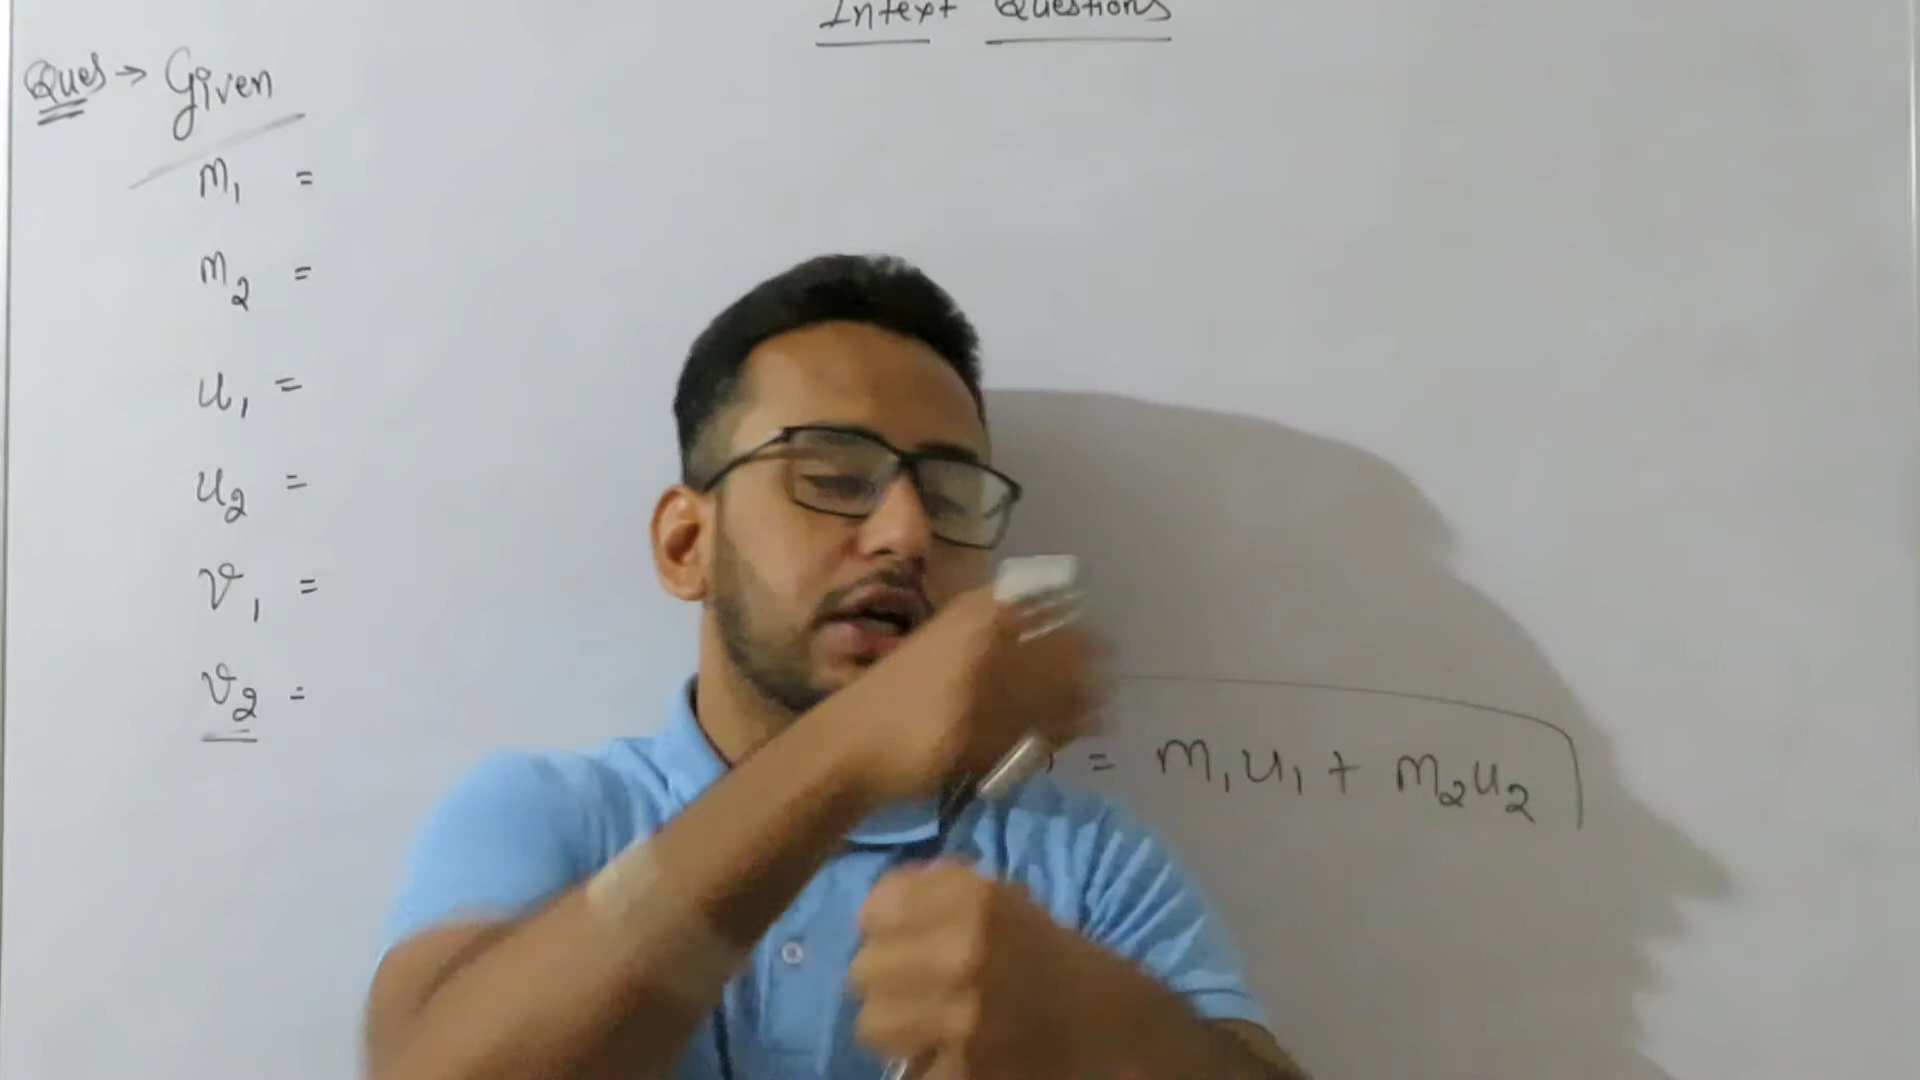 Intext Questions
Ques → Given
m₁ =
m₂ =
u₁ =
u₂ =
v₁ =
v₂ =
= m₁u₁ + m₂u₂